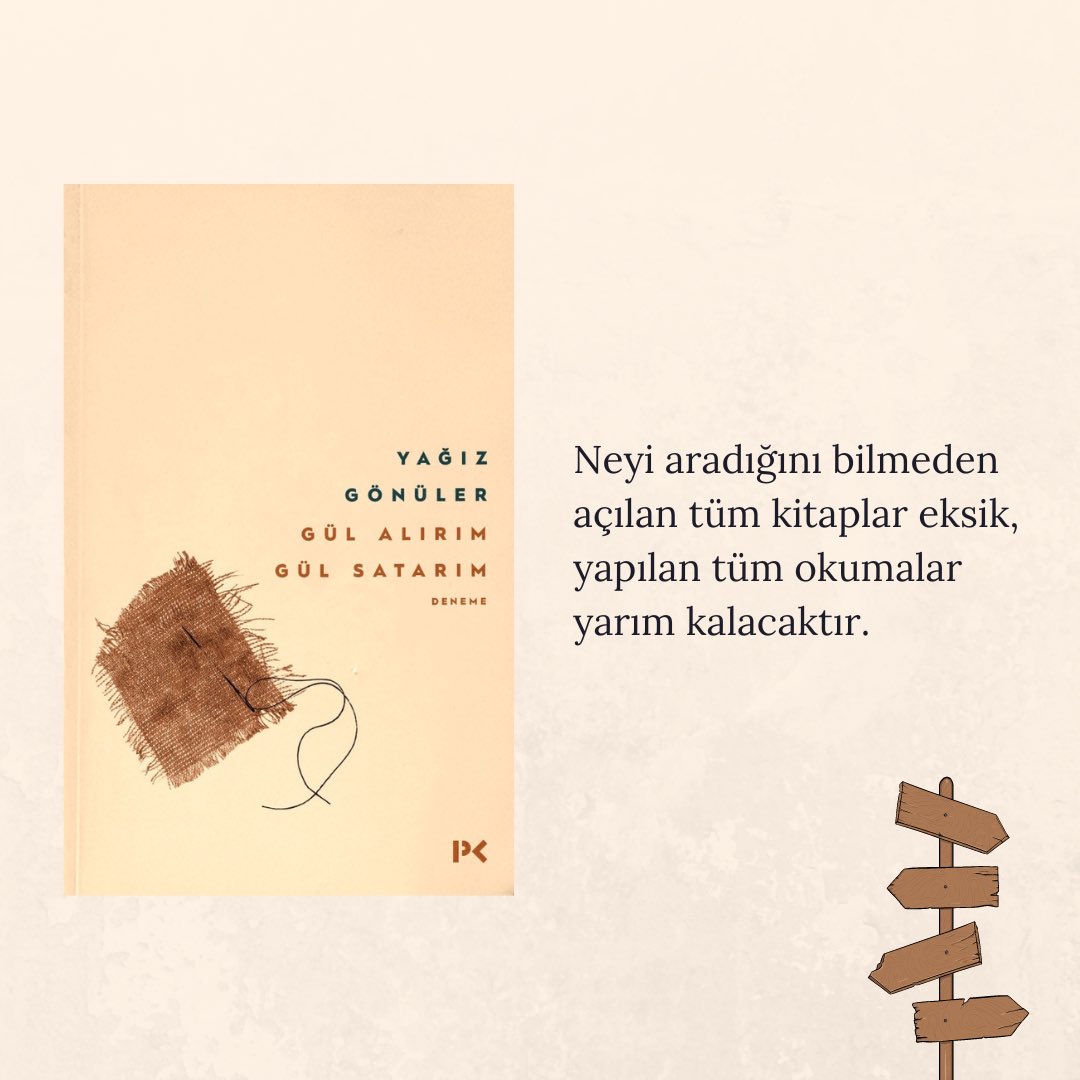 YAĞIZ
GÖNÜLER
GÜL ALIRIM
GÜL SATARIM
DENEME
PK
Neyi aradığını bilmeden
açılan tüm kitaplar eksik,
yapılan tüm okumalar
yarım kalacaktır.